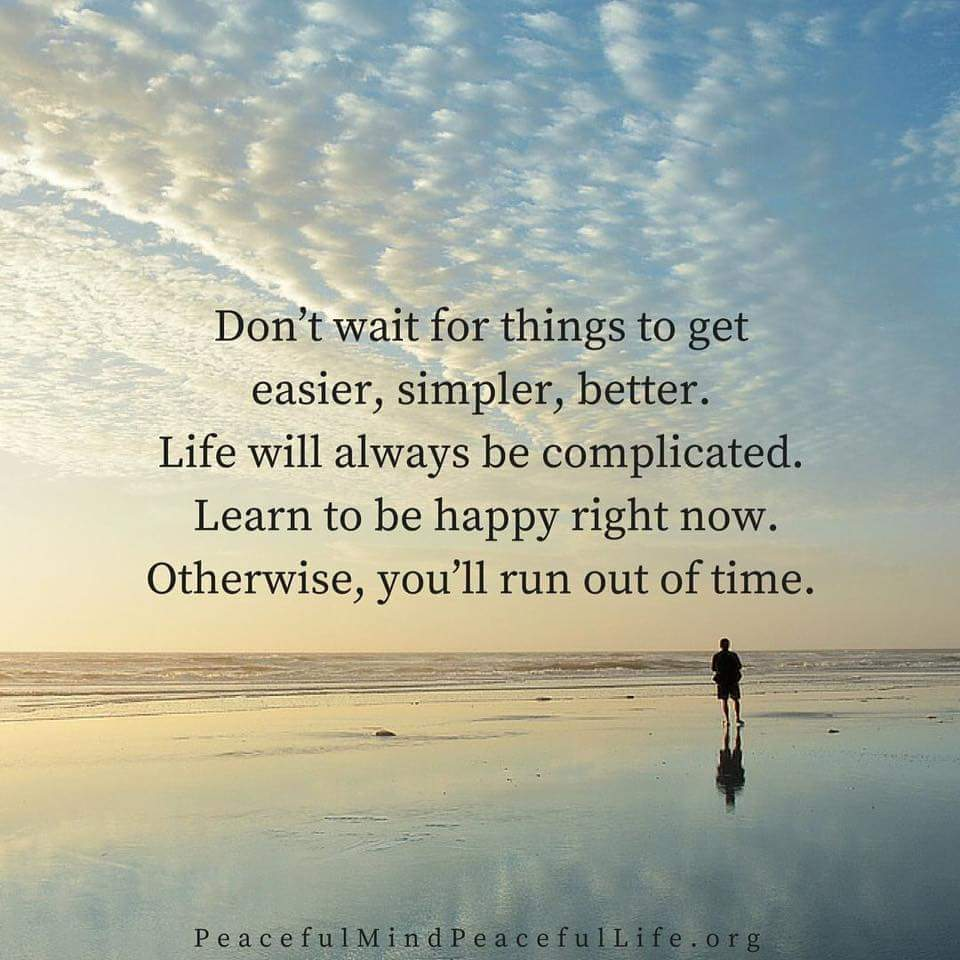 Don’t wait for things to get
easier, simpler, better.
Life will always be complicated.
Learn to be happy right now.
Otherwise, you’ll run out of time.
PeacefulMindPeacefulLife.org